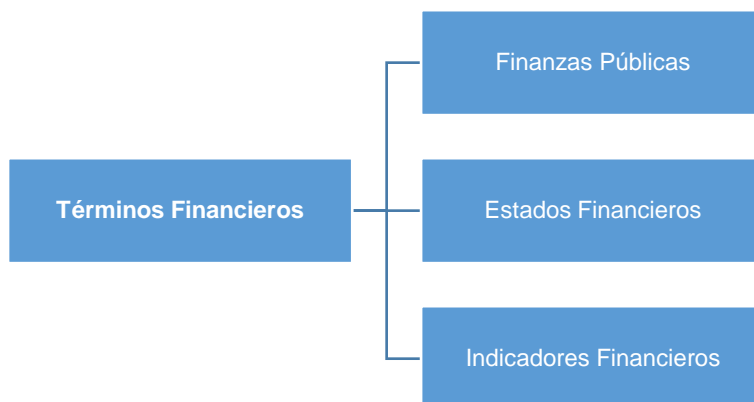 Finanzas Públicas
Términos Financieros
Estados Financieros
Indicadores Financieros